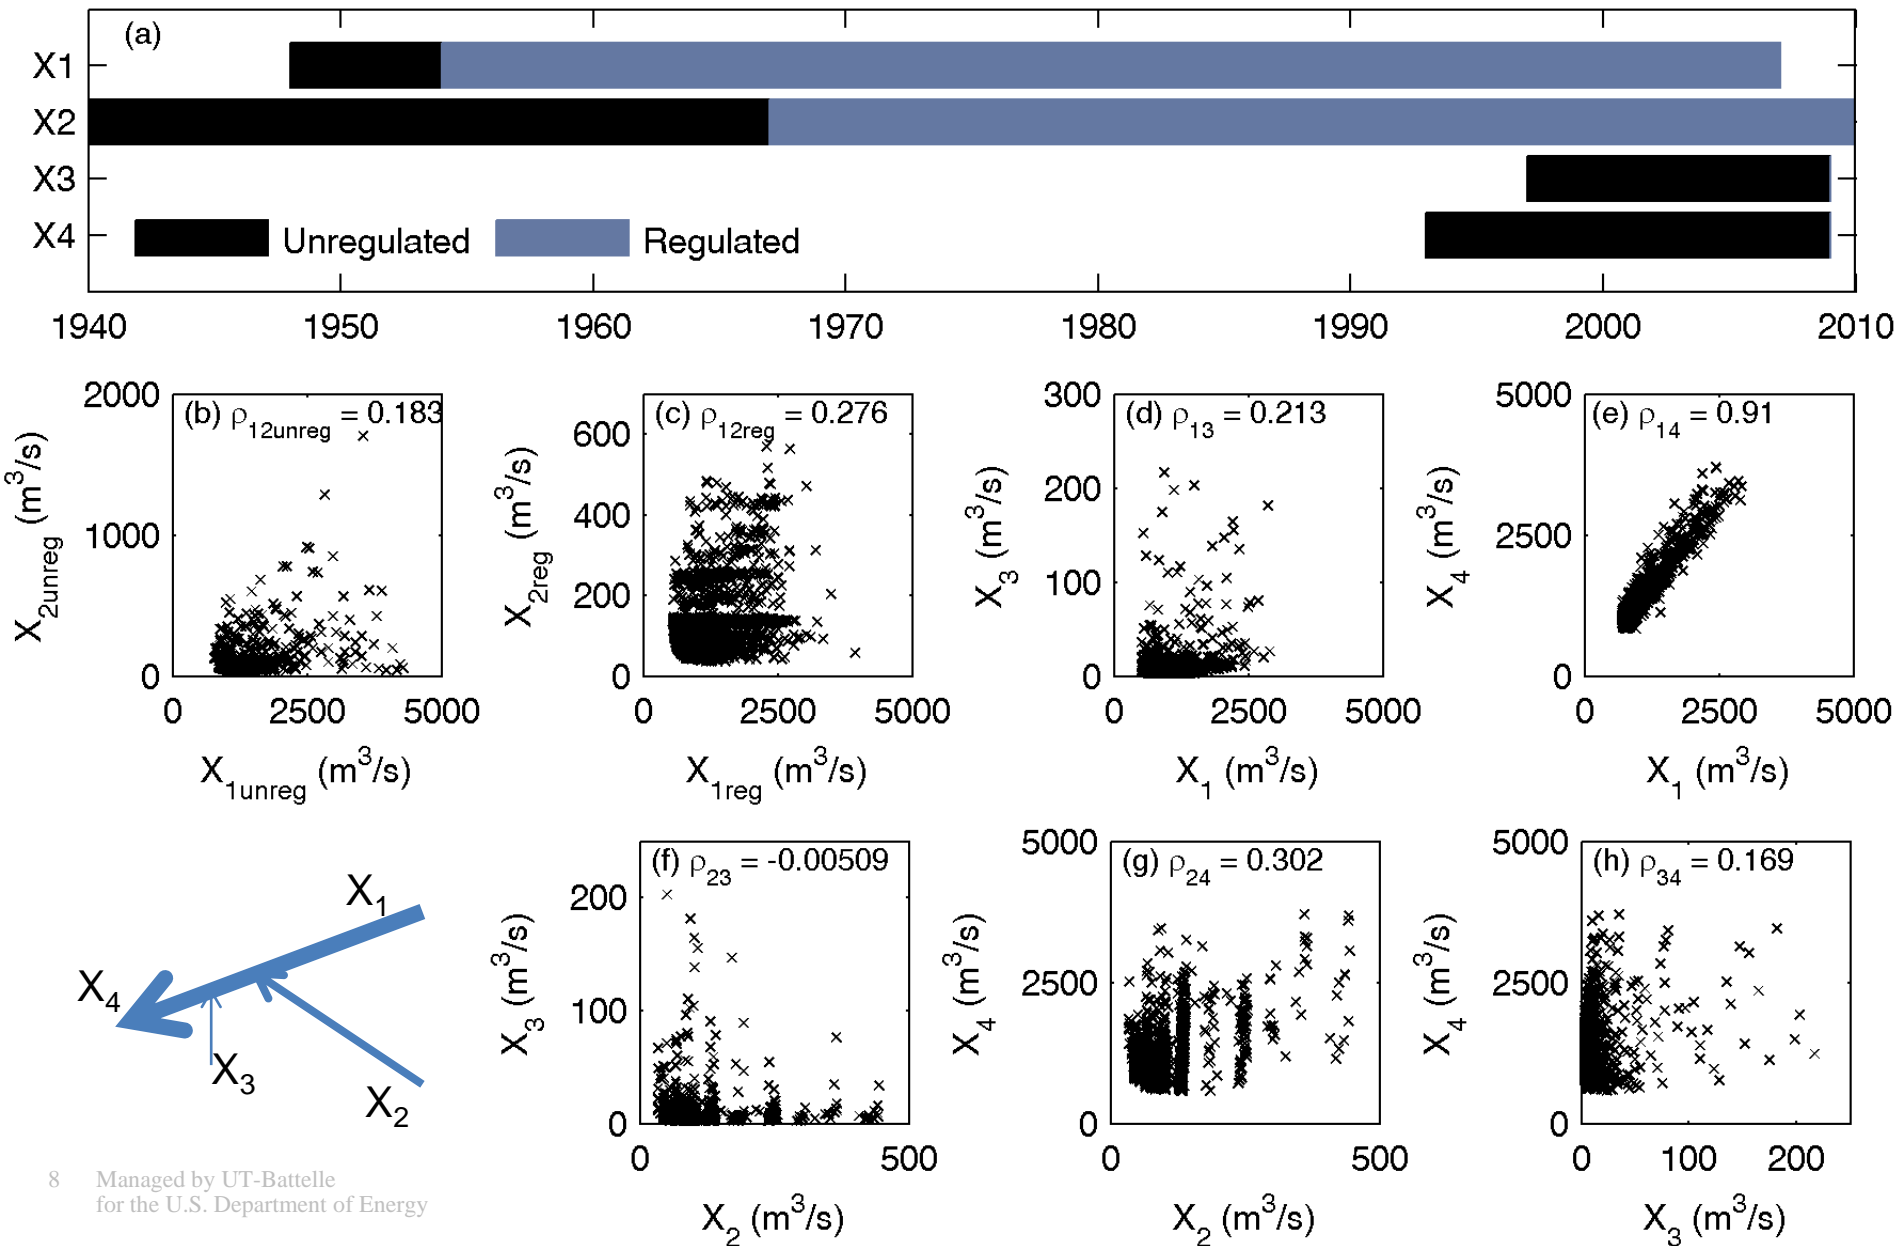 (a)
X1
X2
X3
X4
Unregulated Regulated
1940 1950 1960 1970 1980 1990 2000 2010
(b) ρ12unreg = 0.183
2000
1000
0
0 2500 5000
X2unreg (m³/s)
X1unreg (m³/s)
(c) ρ12reg = 0.276
600
400
200
0
0 2500 5000
X2reg (m³/s)
X1reg (m³/s)
(d) ρ13 = 0.213
300
200
100
0
0 2500 5000
X3 (m³/s)
X1 (m³/s)
(e) ρ14 = 0.91
5000
2500
0
0 2500 5000
X4 (m³/s)
X1 (m³/s)
X1
X4
X3
X2
(f) ρ23 = -0.00509
200
100
0
0 500
X3 (m³/s)
X2 (m³/s)
(g) ρ24 = 0.302
5000
2500
0
0 500
X4 (m³/s)
X2 (m³/s)
(h) ρ34 = 0.169
5000
2500
0
0 100 200
X4 (m³/s)
X3 (m³/s)
8 Managed by UT-Battelle
for the U.S. Department of Energy